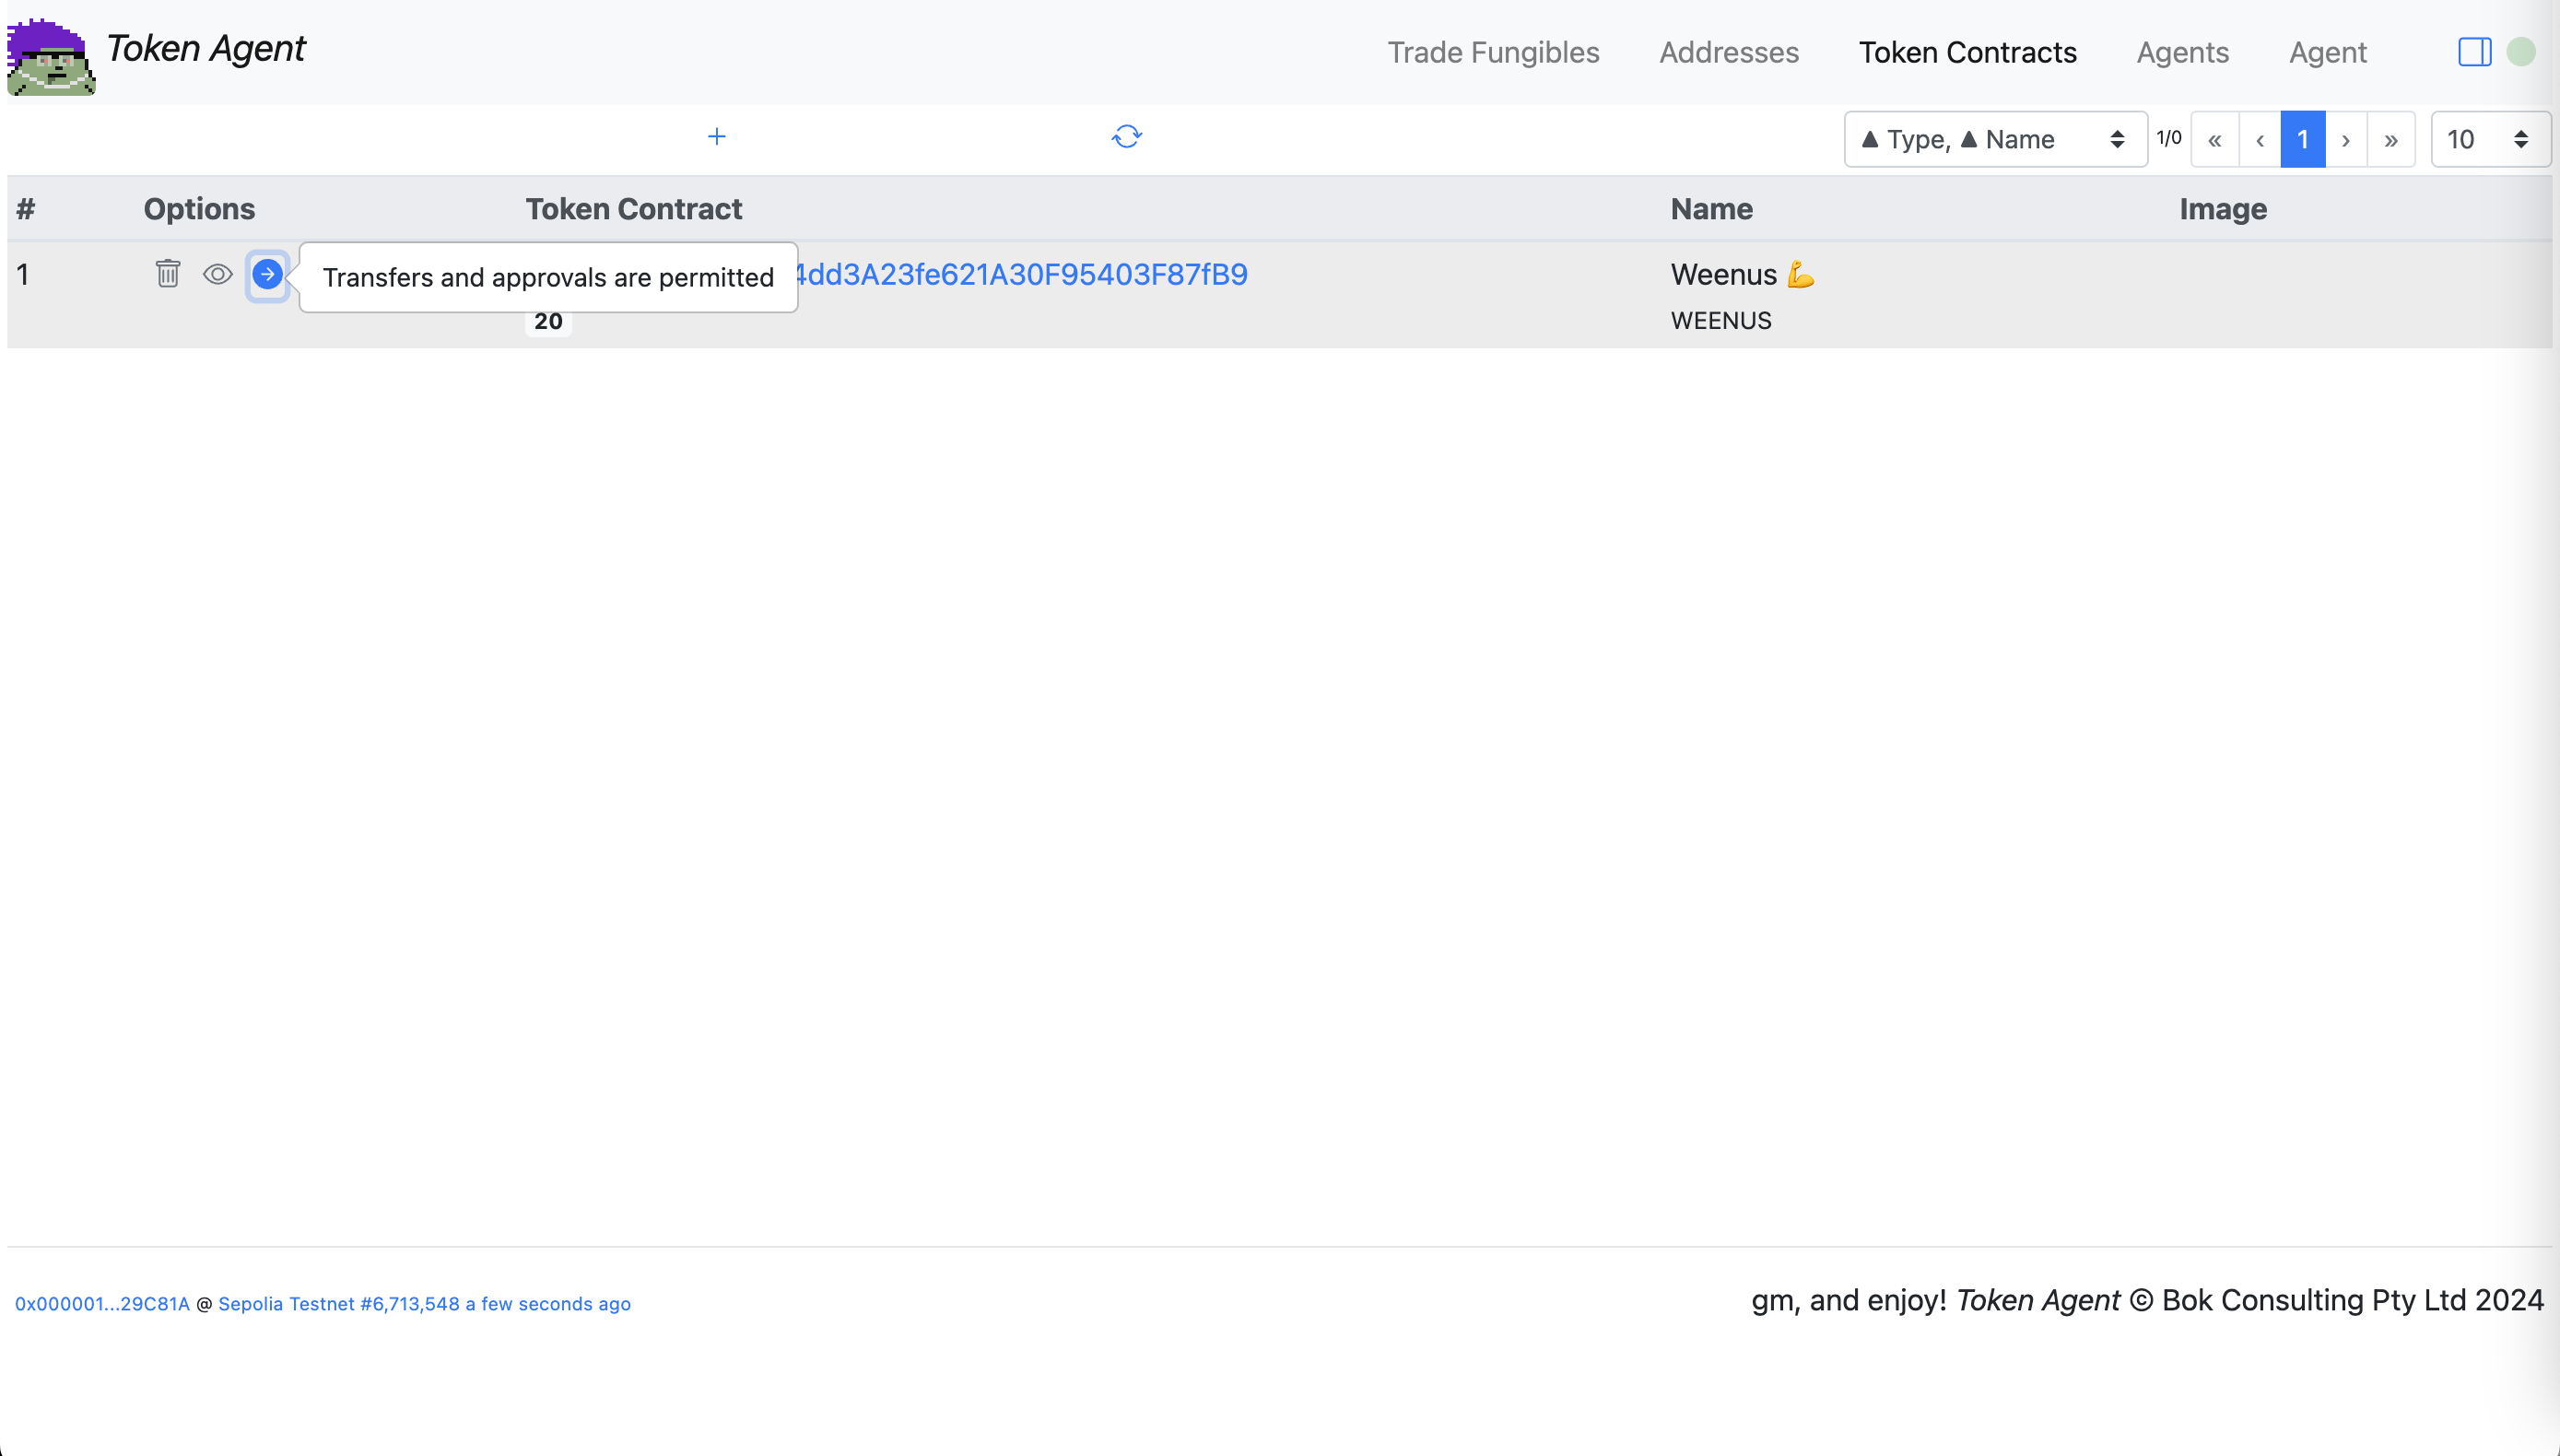 Token Agent
Trade Fungibles Addresses Token Contracts Agents Agent
+ ▲ Type, ▲ Name 1/0 « ‹ 1 › » 10
# Options Token Contract Name Image
1 Transfers and approvals are permitted 4dd3A23fe621A30F95403F87fB9 Weenus 💪
20 WEENUS
0x000001...29C81A @ Sepolia Testnet #6,713,548 a few seconds ago
gm, and enjoy! Token Agent © Bok Consulting Pty Ltd 2024